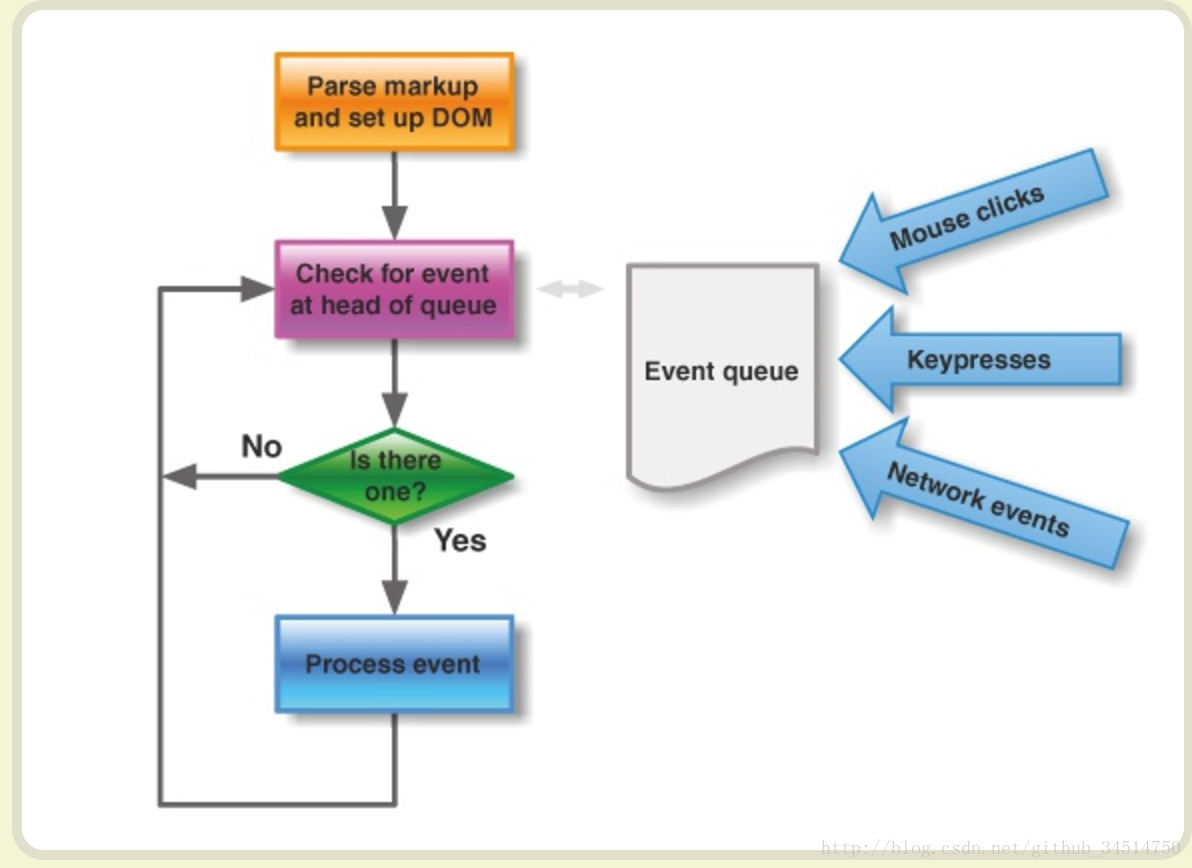 Parse markup
and set up DOM
Check for event
at head of queue
No
Is there
one?
Yes
Process event
Event queue
Mouse clicks
Keypresses
Network events
http://blog.csdn.net/github_34514750